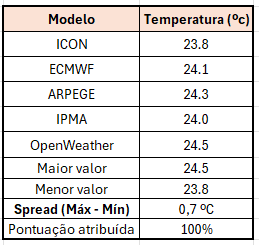 Modelo Temperatura (ºc)
ICON 23.8
ECMWF 24.1
ARPEGE 24.3
IPMA 24.0
OpenWeather 24.5
Maior valor 24.5
Menor valor 23.8
Spread (Máx - Mín) 0,7 ºC
Pontuação atribuída 100%